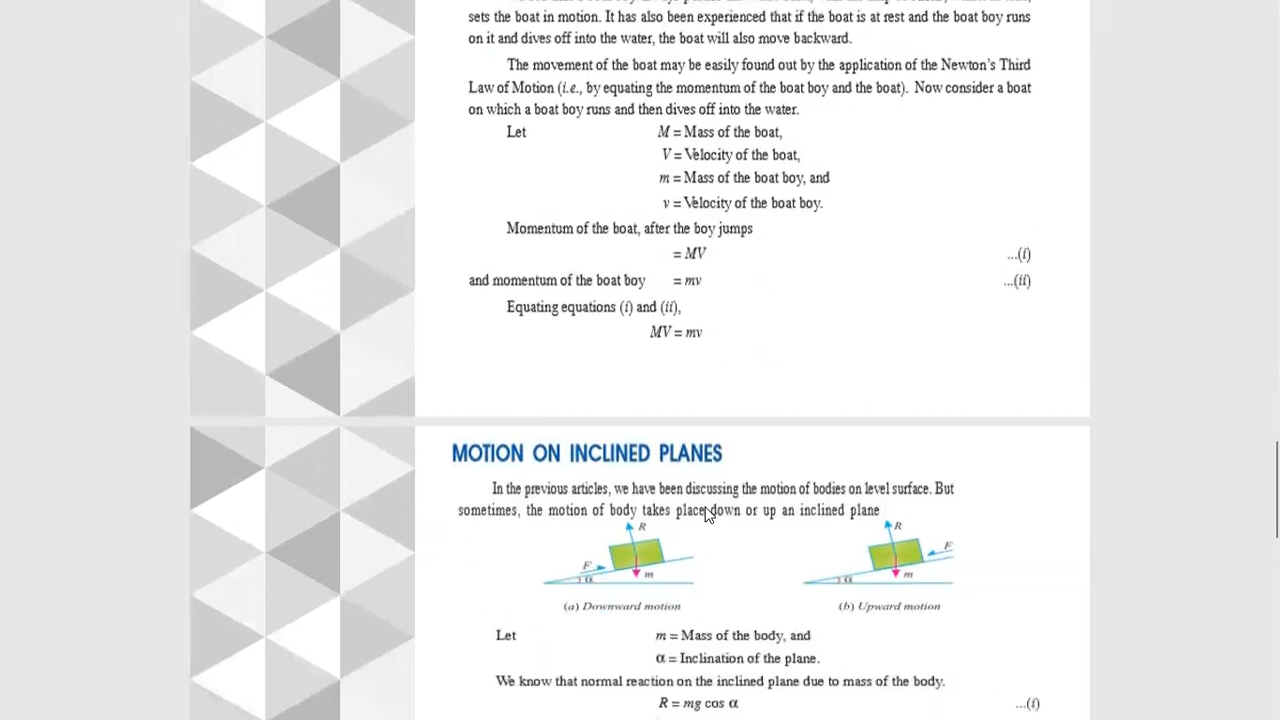 sets the boat in motion. It has also been experienced that if the boat is at rest and the boat boy runs
on it and dives off into the water, the boat will also move backward.
The movement of the boat may be easily found out by the application of the Newton's Third
Law of Motion (i.e., by equating the momentum of the boat boy and the boat). Now consider a boat
on which a boat boy runs and then dives off into the water.
Let M = Mass of the boat,
V = Velocity of the boat,
m = Mass of the boat boy, and
v = Velocity of the boat boy.
Momentum of the boat, after the boy jumps
= MV ...(i)
and momentum of the boat boy = mv ...(ii)
Equating equations (i) and (ii),
MV = mv
MOTION ON INCLINED PLANES
In the previous articles, we have been discussing the motion of bodies on level surface. But
sometimes, the motion of body takes place down or up an inclined plane
R R
F F
α m α m
(a) Downward motion (b) Upward motion
Let m = Mass of the body, and
α = Inclination of the plane.
We know that normal reaction on the inclined plane due to mass of the body.
R = mg cos α ...(i)